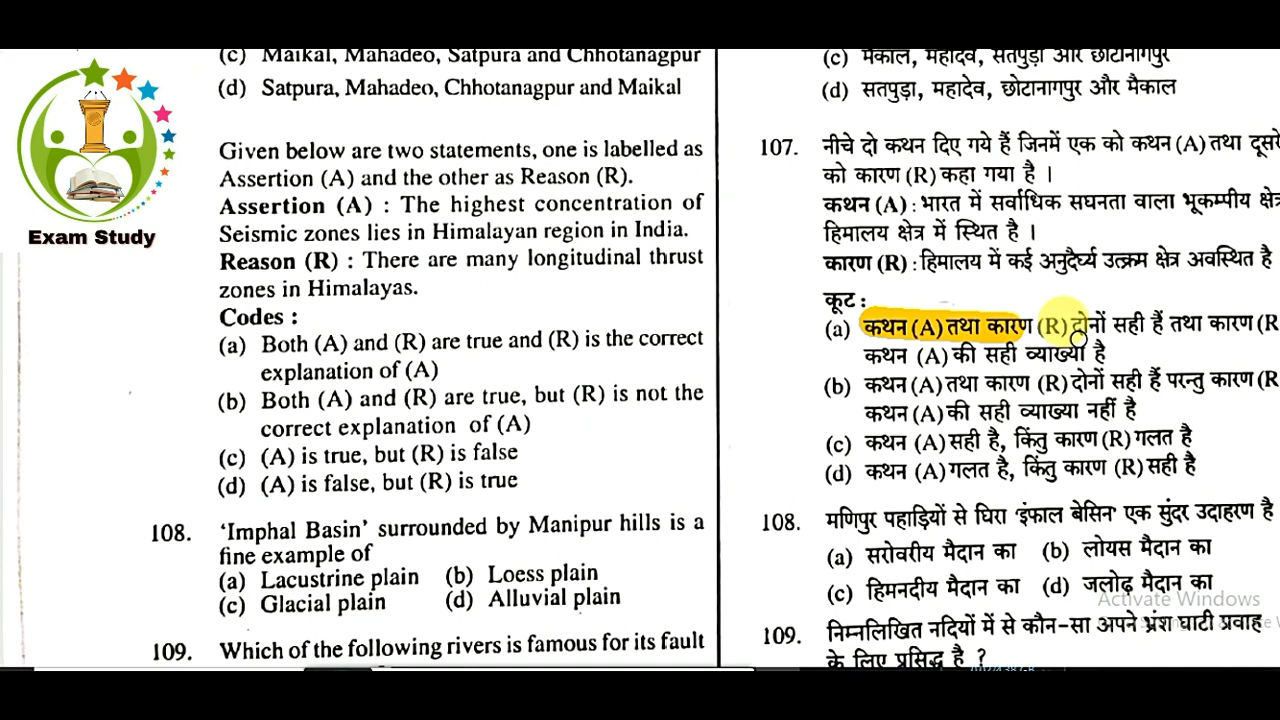 (c) Maikal, Mahadeo, Satpura and Chhotanagpur
(d) Satpura, Mahadeo, Chhotanagpur and Maikal
Exam Study
Given below are two statements, one is labelled as
Assertion (A) and the other as Reason (R).
Assertion (A) : The highest concentration of
Seismic zones lies in Himalayan region in India.
Reason (R) : There are many longitudinal thrust
zones in Himalayas.
Codes :
(a) Both (A) and (R) are true and (R) is the correct
explanation of (A)
(b) Both (A) and (R) are true, but (R) is not the
correct explanation of (A)
(c) (A) is true, but (R) is false
(d) (A) is false, but (R) is true
108. 'Imphal Basin' surrounded by Manipur hills is a
fine example of
(a) Lacustrine plain (b) Loess plain
(c) Glacial plain (d) Alluvial plain
109. Which of the following rivers is famous for its fault
(c) मैकाल, महादेव, सतपुड़ा और छोटानागपुर
(d) सतपुड़ा, महादेव, छोटानागपुर और मैकाल
107. नीचे दो कथन दिए गये हैं जिनमें एक को कथन (A) तथा दूसरे
को कारण (R) कहा गया है ।
कथन (A) : भारत में सर्वाधिक सघनता वाला भूकम्पीय क्षेत्र
हिमालय क्षेत्र में स्थित है ।
कारण (R) : हिमालय में कई अनुदैर्घ्य उत्क्रम क्षेत्र अवस्थित है
कूट :
(a) कथन (A) तथा कारण (R) दोनों सही हैं तथा कारण (R
कथन (A) की सही व्याख्या है
(b) कथन (A) तथा कारण (R) दोनों सही हैं परन्तु कारण (R
कथन (A) की सही व्याख्या नहीं है
(c) कथन (A) सही है, किंतु कारण (R) गलत है
(d) कथन (A) गलत है, किंतु कारण (R) सही है
108. मणिपुर पहाड़ियों से घिरा 'इंफाल बेसिन' एक सुंदर उदाहरण है
(a) सरोवरीय मैदान का (b) लोयस मैदान का
(c) हिमनदीय मैदान का (d) जलोढ़ मैदान का
Activate Windows
109. निम्नलिखित नदियों में से कौन-सा अपने भ्रंश घाटी प्रवाह
के लिए प्रसिद्ध है ?